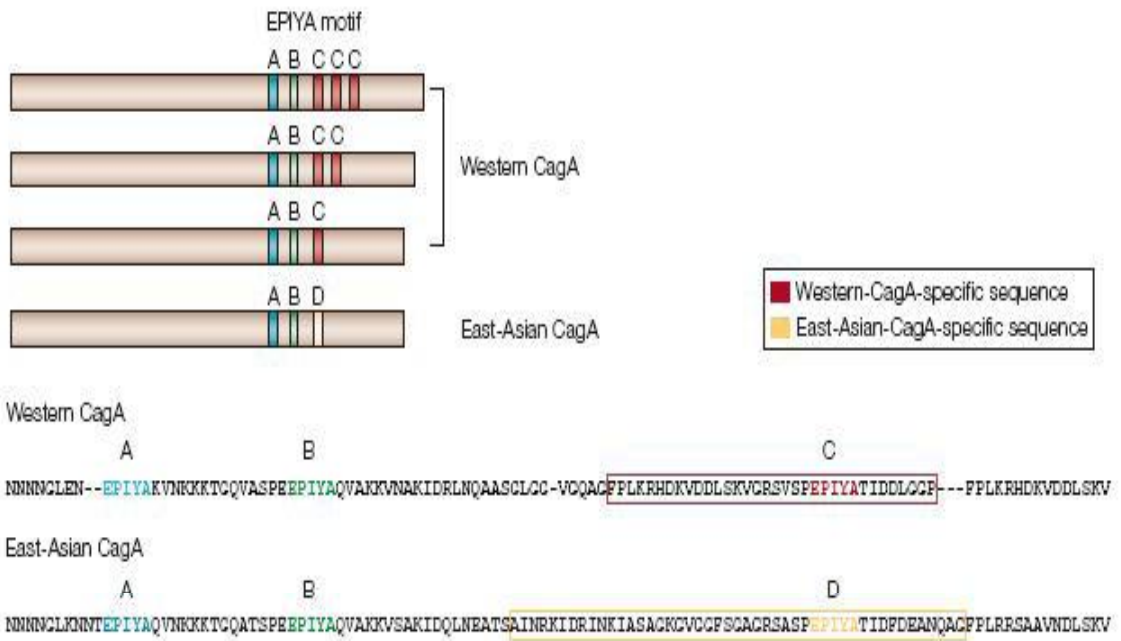 EPIYA motif
A B C C C
A B C C
Western CagA
A B C
A B D
East-Asian CagA
Western-CagA-specific sequence
East-Asian-CagA-specific sequence
Western CagA
A B C
NNNNGLEN--EPIYAKVNKKKTGQVASPEEPIYAQVAKKVNAKIDRLNQAASGLGG-VGQAGFPLKRHDKVDDLSKVGRSVSPEPIYATIDDLGGP---FPLKRHDKVDDLSKV
East-Asian CagA
A B D
NNNNGLKNNTEPIYAQVNKKKTGQATSPEEPIYAQVAKKVSAKIDQLNEATSAINRKIDRINKIASAGKGVGGFSGAGRSASPEPIYATIDFDEANQAGFPLRRSAAVNDLSKV